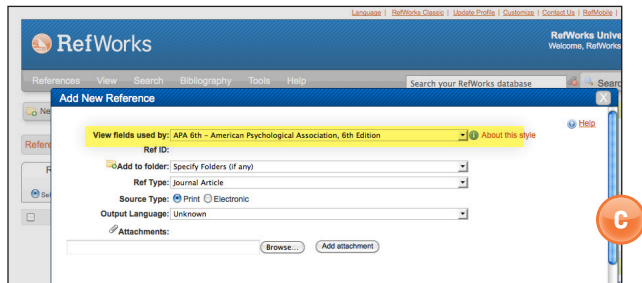 Language | RefWorks Classic | Update Profile | Customize | Contact Us | RefMobile |
RefWorks
RefWorks Unive
Welcome, RefWorks
References View Search Bibliography Tools Help Search your RefWorks database Searc
Add New Reference X
Ne
Help
View fields used by: APA 6th - American Psychological Association, 6th Edition About this style
Refere
Ref ID:
Add to folder: Specify Folders (if any)
R
Ref Type: Journal Article
Sel
Source Type: Print Electronic
C
Output Language: Unknown
Attachments:
Browse... Add attachment